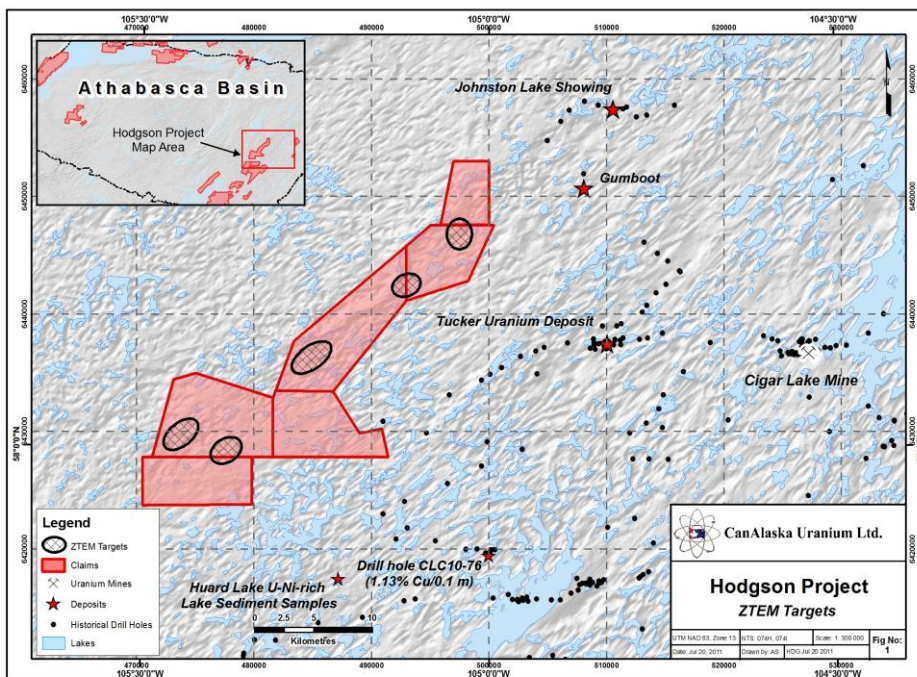 105°30'0"W
105°0'0"W
104°30'0"W
470000
480000
490000
500000
510000
520000
530000
Athabasca Basin
Hodgson Project
Map Area
Johnston Lake Showing
N
6460000
Gumboot
6450000
6440000
Tucker Uranium Deposit
Cigar Lake Mine
6430000
58°0'0"N
6420000
Drill hole CLC10-76
(1.13% Cu/0.1 m)
Huard Lake U-Ni-rich
Lake Sediment Samples
0 5 10
Kilometres
Legend
ZTEM Targets
Claims
Uranium Mines
Deposits
Historical Drill Holes
Lakes
CanAlaska Uranium Ltd.
Hodgson Project
ZTEM Targets
UTM NAD 83, Zone 13
Scale: 1: 300 000
Date: Jul 20, 2011
Drawn by: AS
HDG Jul 20 2011
Fig No:
1
470000
480000
490000
500000
510000
520000
530000
105°30'0"W
105°0'0"W
104°30'0"W